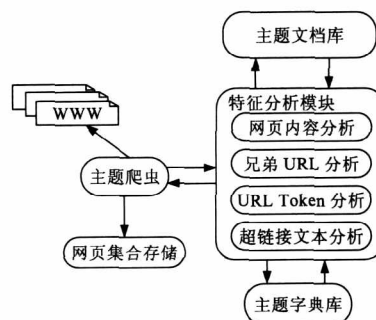 主题文档库
WWW
特征分析模块
网页内容分析
兄弟 URL 分析
主题爬虫
URL Token 分析
超链接文本分析
网页集合存储
主题字典库